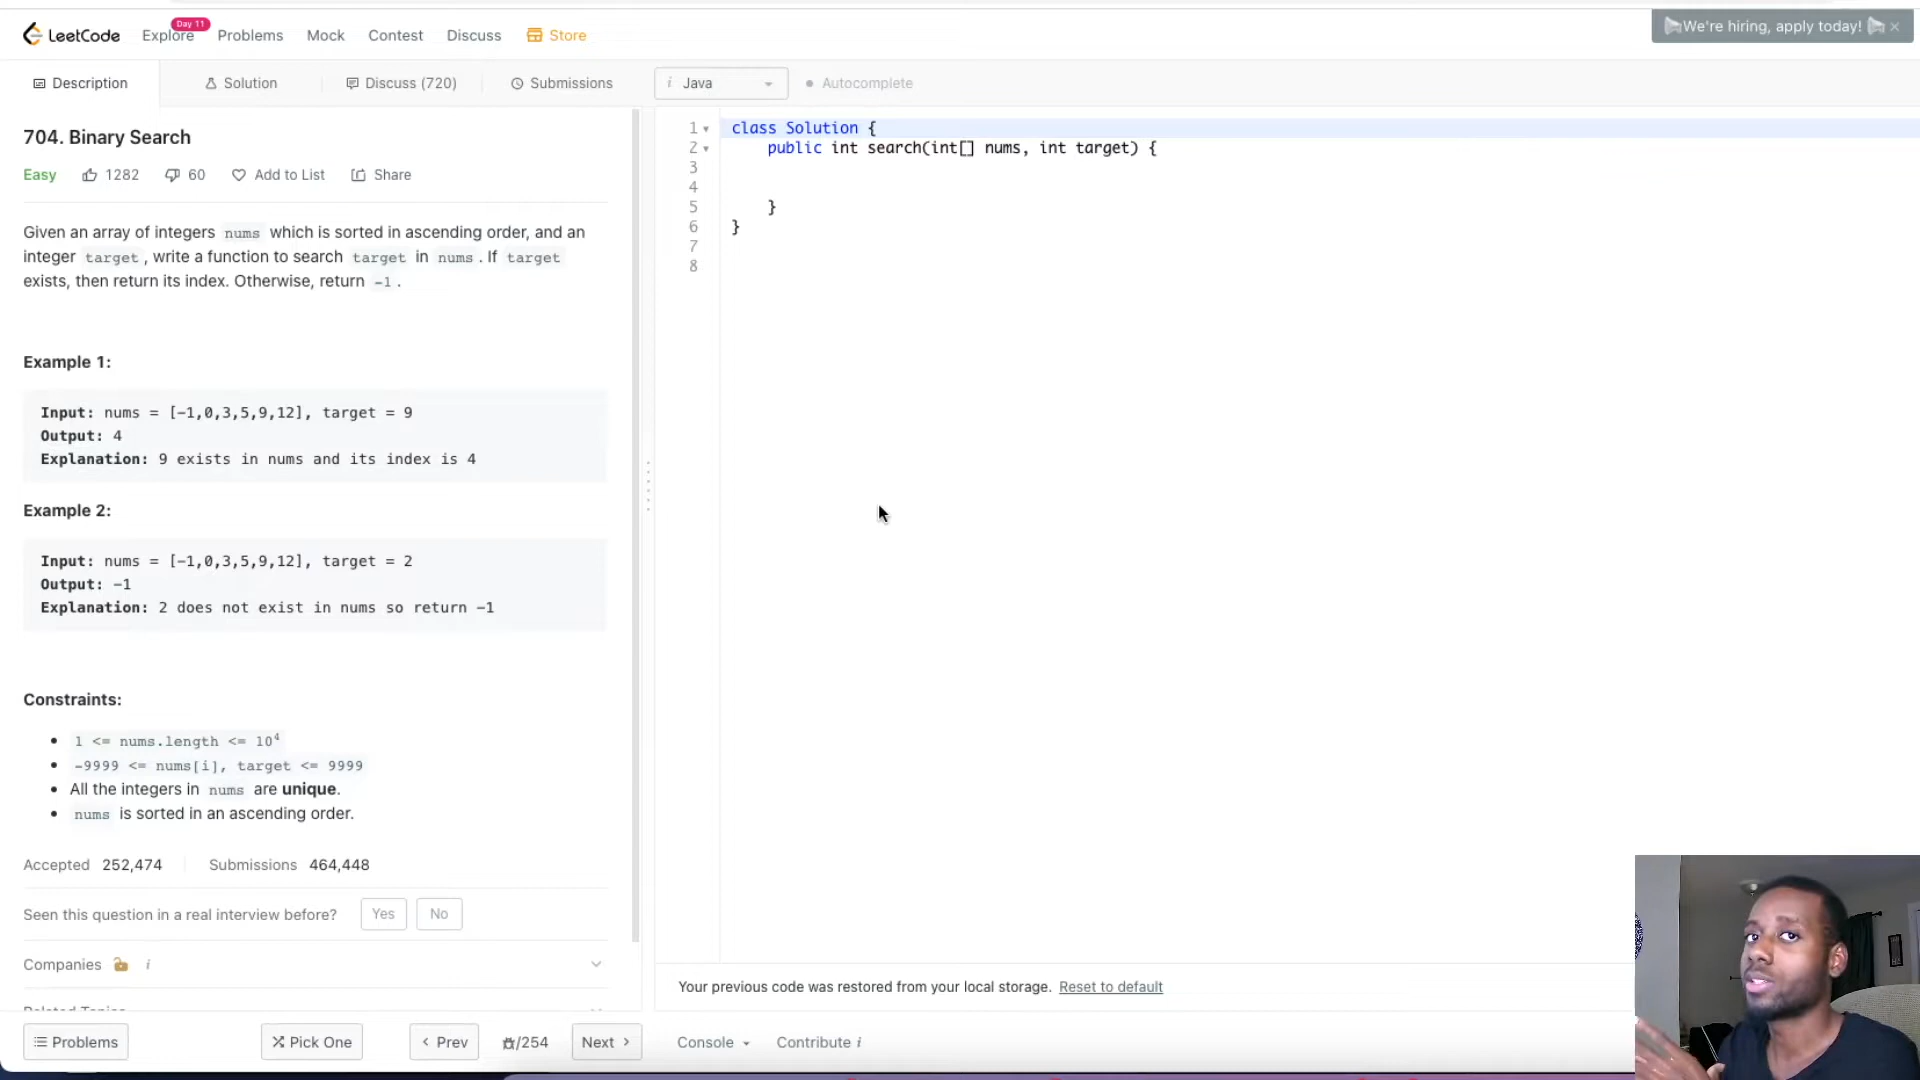 LeetCode
Explore
Day 11
Problems
Mock
Contest
Discuss
Store
We're hiring, apply today!
Description
Solution
Discuss (720)
Submissions
i Java
Autocomplete
704. Binary Search
Easy
1282
60
Add to List
Share
Given an array of integers nums which is sorted in ascending order, and an
integer target , write a function to search target in nums . If target
exists, then return its index. Otherwise, return -1 .
Example 1:
Input: nums = [-1,0,3,5,9,12], target = 9
Output: 4
Explanation: 9 exists in nums and its index is 4
Example 2:
Input: nums = [-1,0,3,5,9,12], target = 2
Output: -1
Explanation: 2 does not exist in nums so return -1
Constraints:
1 <= nums.length <= 10⁴
-9999 <= nums[i], target <= 9999
All the integers in nums are unique.
nums is sorted in an ascending order.
Accepted 252,474
Submissions 464,448
Seen this question in a real interview before?
Yes
No
Companies i
Related Topics
Problems
Pick One
Prev
/254
Next
1 class Solution {
2 public int search(int[] nums, int target) {
3
4
5 }
6 }
7
8
Your previous code was restored from your local storage. Reset to default
Console
Contribute i